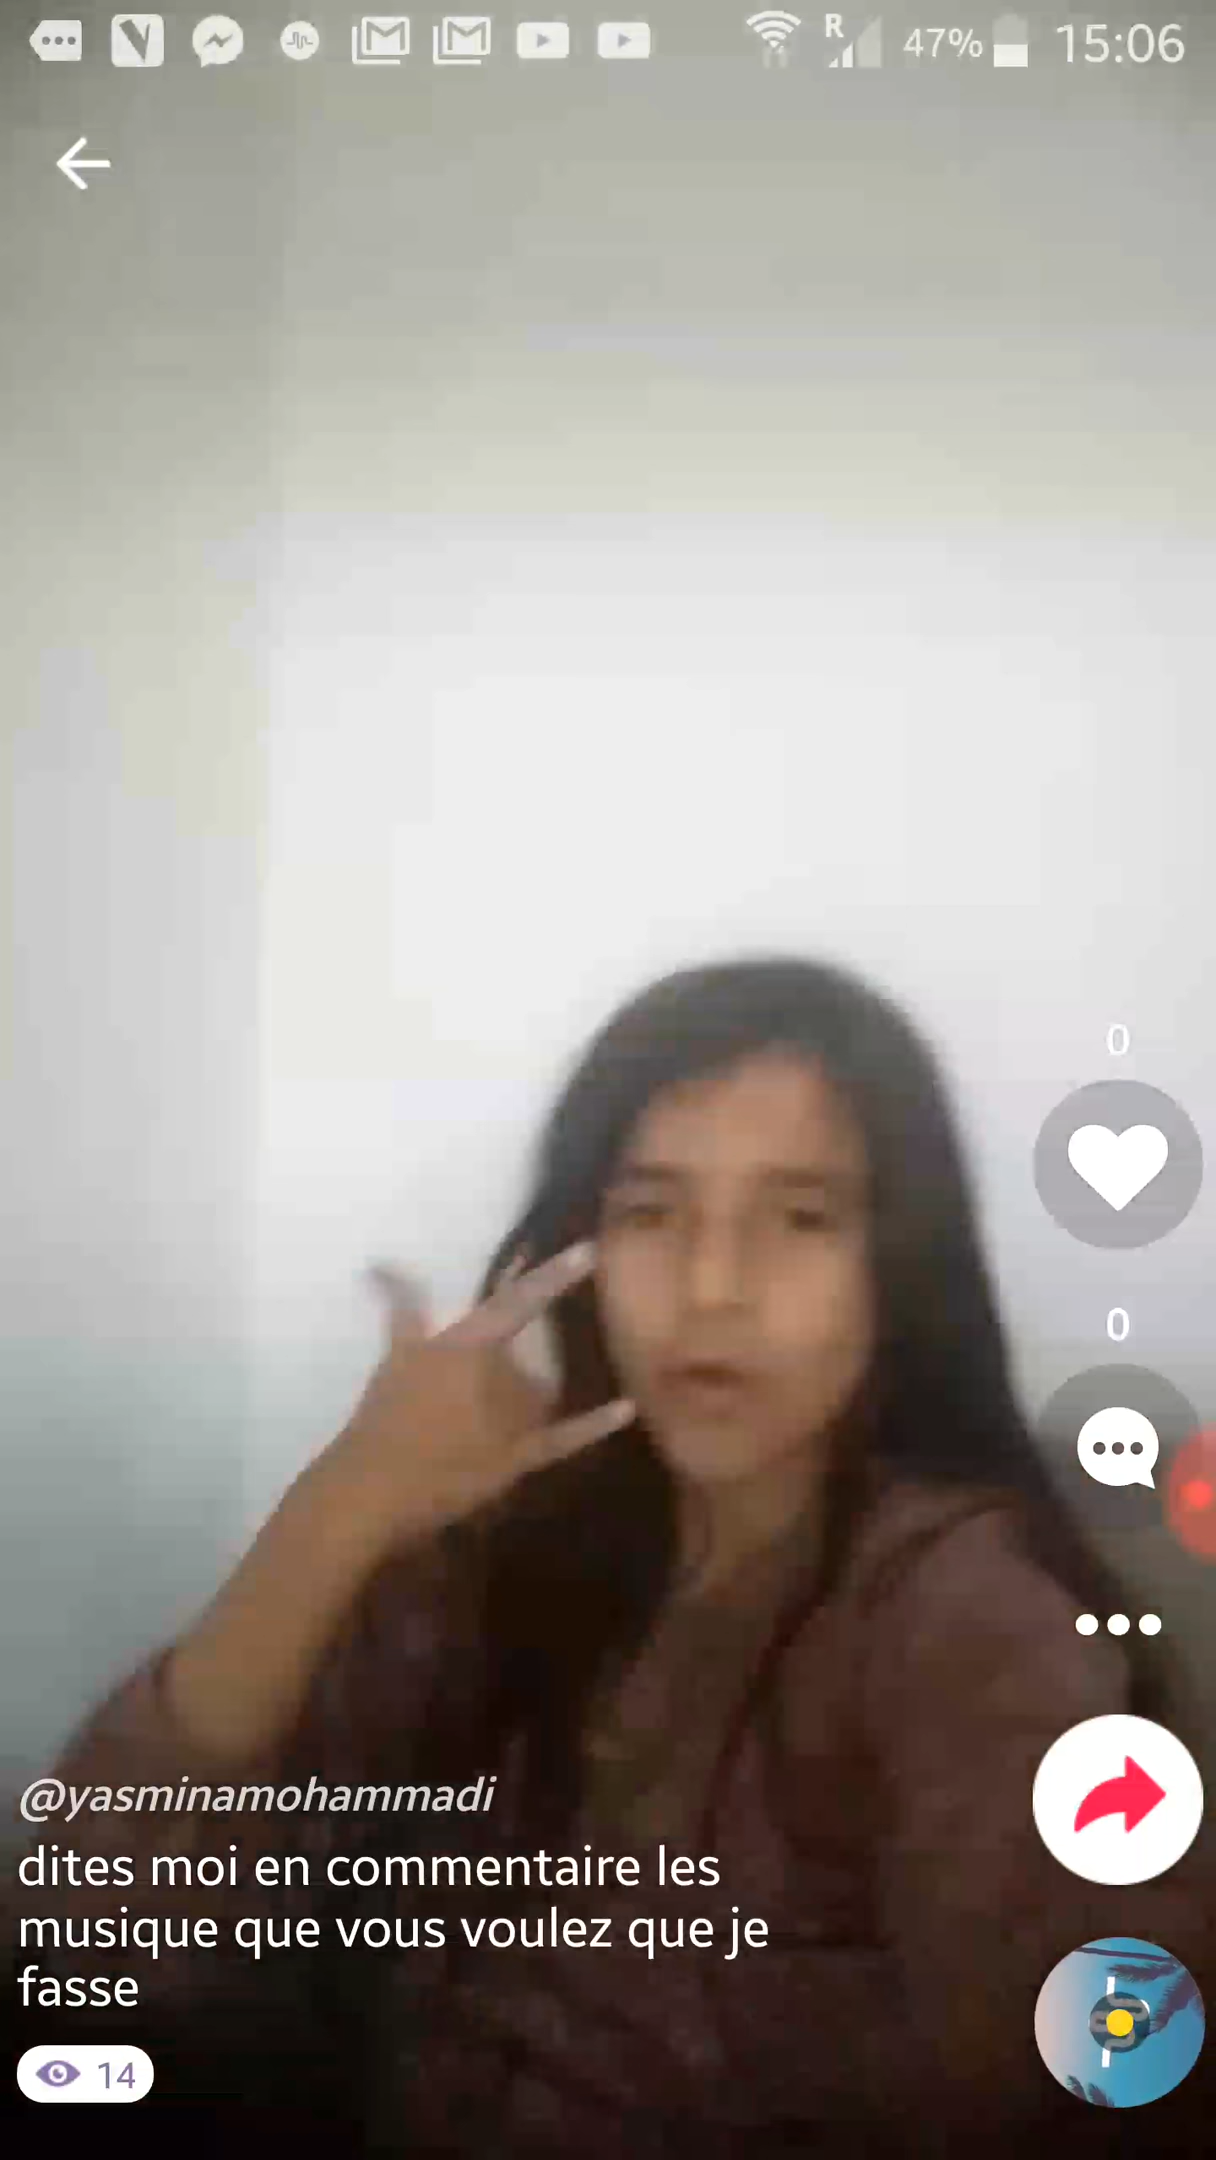 R 47% 15:06
0
0
@yasminamohammadi
dites moi en commentaire les
musique que vous voulez que je
fasse
14